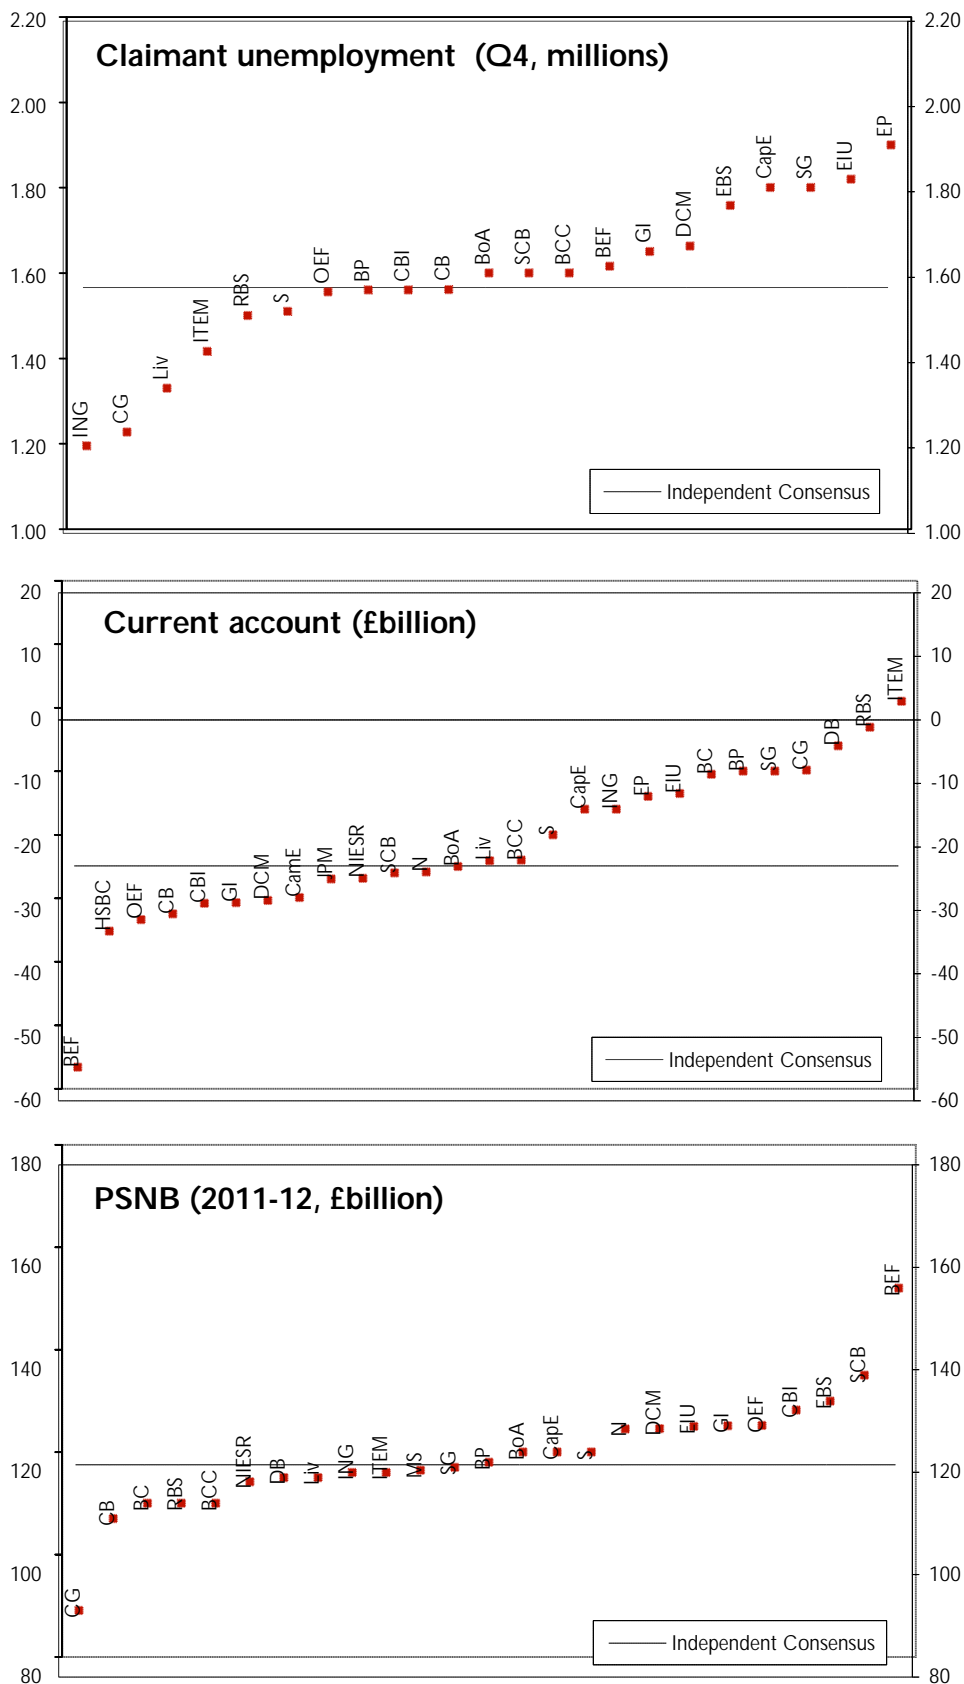 2.20 2.20
Claimant unemployment (Q4, millions)
2.00 2.00
EP
EIU
SG
CapE
1.80 1.80
EBS
DCM
GI
BEF
BCC
SCB
BoA
CB
CBI
BP
OEF
1.60 1.60
S
RBS
ITEM
1.40 1.40
Liv
CG
ING
1.20 1.20
Independent Consensus
1.00 1.00
20 20
Current account (£billion)
10 10
ITEM
RBS
0 0
DB
CG
SG
BP
BC
-10 -10
EIU
EP
ING
CapE
S
-20 -20
BCC
Liv
BoA
N
SCB
NIESR
JPM
CamE
DCM
GI
CBI
-30 -30
CB
OEF
HSBC
-40 -40
-50 -50
BEF
Independent Consensus
-60 -60
180 180
PSNB (2011-12, £billion)
160 160
BEF
140 140
SCB
EBS
CBI
OEF
GI
EIU
DCM
N
S
CapE
BoA
BP
SG
MS
ITEM
ING
Liv
DB
NIESR
120 120
BCC
RBS
BC
CB
100 100
CG
Independent Consensus
80 80